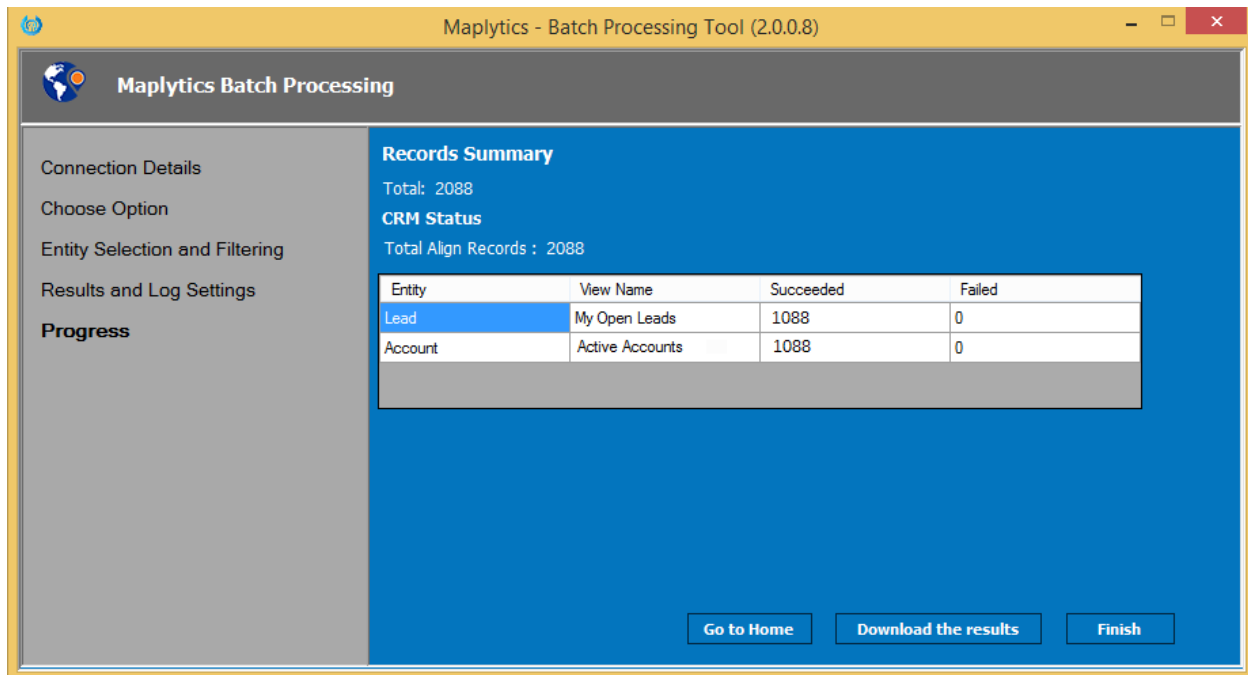 Maplytics - Batch Processing Tool (2.0.0.8)
Maplytics Batch Processing
Connection Details
Choose Option
Entity Selection and Filtering
Results and Log Settings
Progress
Records Summary
Total: 2088
CRM Status
Total Align Records : 2088
Entity View Name Succeeded Failed
Lead My Open Leads 1088 0
Account Active Accounts 1088 0
Go to Home Download the results Finish